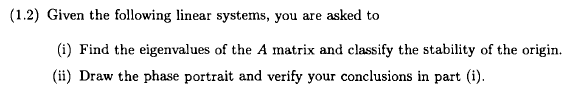 (1.2) Given the following linear systems, you are asked to
(i) Find the eigenvalues of the A matrix and classify the stability of the origin.
(ii) Draw the phase portrait and verify your conclusions in part (i).